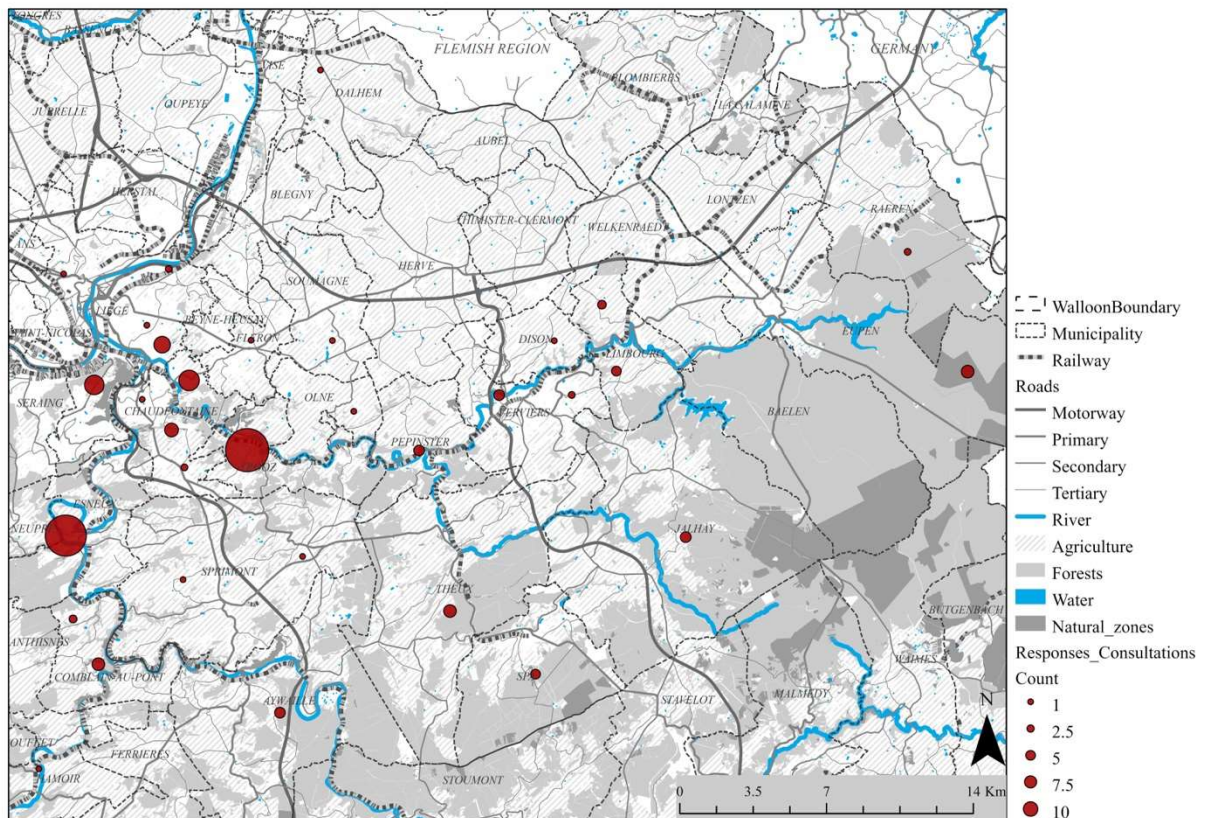 FLEMISH REGION
GERMANY
VISE
DALHEM
PLOMBIERES
JUPRELLE
OUPEYE
LA CALAMINE
AUBEL
HERSTAL
BLEGNY
LONTZEN
THIMISTER-CLERMONT
WELKENRAEDT
RAEREN
ANS
HERVE
SOUMAGNE
LIEGE
SAINT-NICOLAS
BEYNE-HEUSAY
FLERON
DISON
EUPEN
LIMBOURG
SERAING
OLNE
CHAUDFONTAINE
VERVIERS
BAELEN
PEPINSTER
ESNEUX
NEUPRE
JALHAY
SPRIMONT
THEUX
BUTGENBACH
ANTHISNES
WAIMES
COMBLAIN-AU-PONT
SPA
AYWAILLE
STAVELOT
MALMEDY
OUFFET
FERRIERES
HAMOIR
STOUMONT
N
0 3.5 7 14 Km
WalloonBoundary
Municipality
Railway
Roads
Motorway
Primary
Secondary
Tertiary
River
Agriculture
Forests
Water
Natural_zones
Responses_Consultations
Count
1
2.5
5
7.5
10